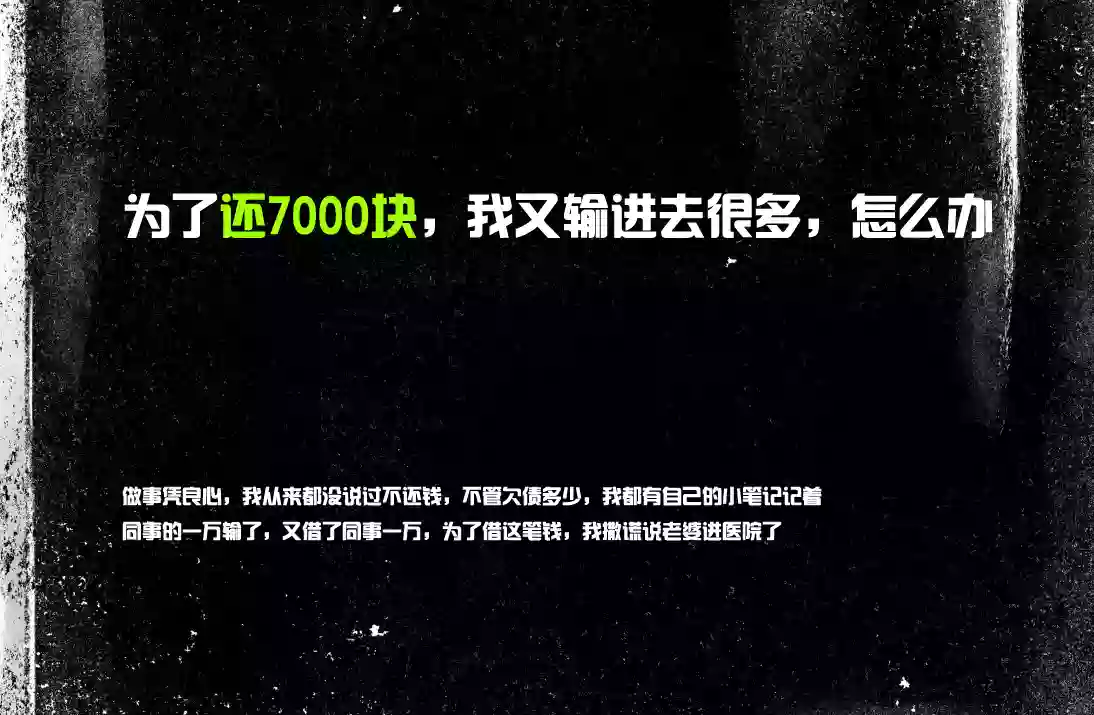 为了还7000块，我又输进去很多，怎么办
做事凭良心，我从来都没说过不还钱，不管欠债多少，我都有自己的小笔记记着
同事的一万输了，又借了同事一万，为了借这笔钱，我撒谎说老婆进医院了